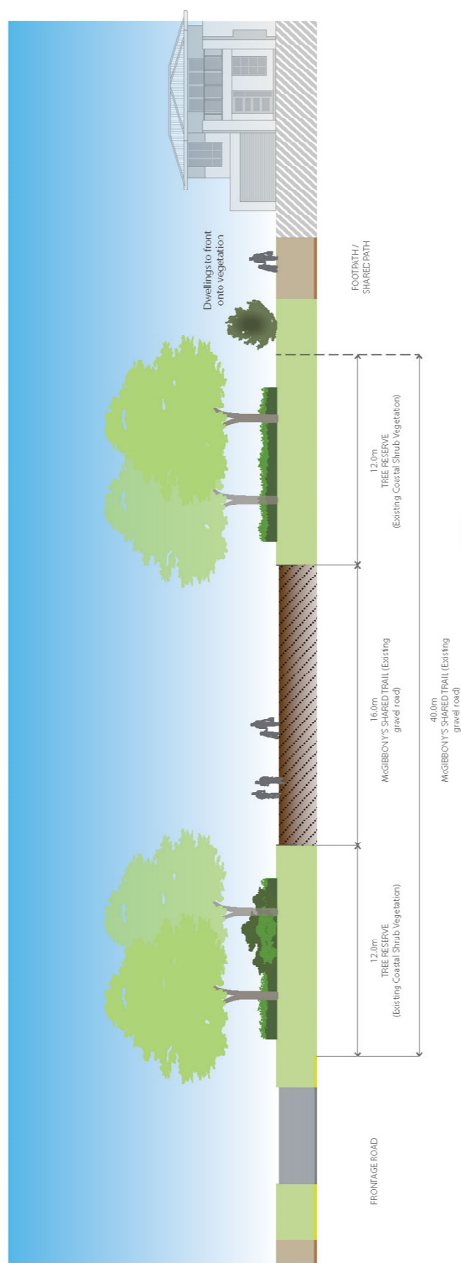 Dwellings to front
onto vegetation
FRONTAGE ROAD
12.0m
TREE RESERVE
(Existing Coastal Shrub Vegetation)
16.0m
McGIBBONY'S SHARED TRAIL (Existing
gravel road)
12.0m
TREE RESERVE
(Existing Coastal Shrub Vegetation)
FOOTPATH /
SHARED PATH
40.0m
McGIBBONY'S SHARED TRAIL (Existing
gravel road)